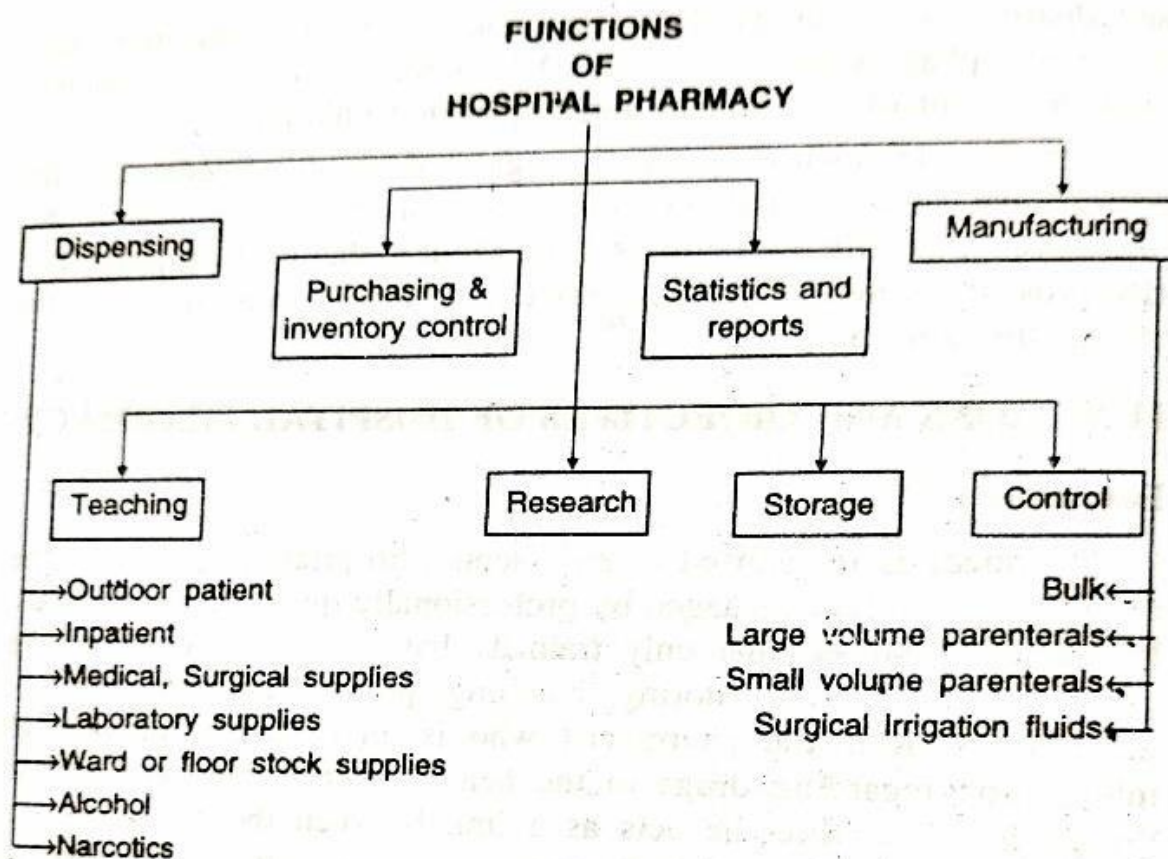 FUNCTIONS
OF
HOSPITAL PHARMACY
Dispensing
Purchasing &
inventory control
Statistics and
reports
Manufacturing
Teaching
Research
Storage
Control
Outdoor patient
Inpatient
Medical, Surgical supplies
Laboratory supplies
Ward or floor stock supplies
Alcohol
Narcotics
Bulk
Large volume parenterals
Small volume parenterals
Surgical Irrigation fluids